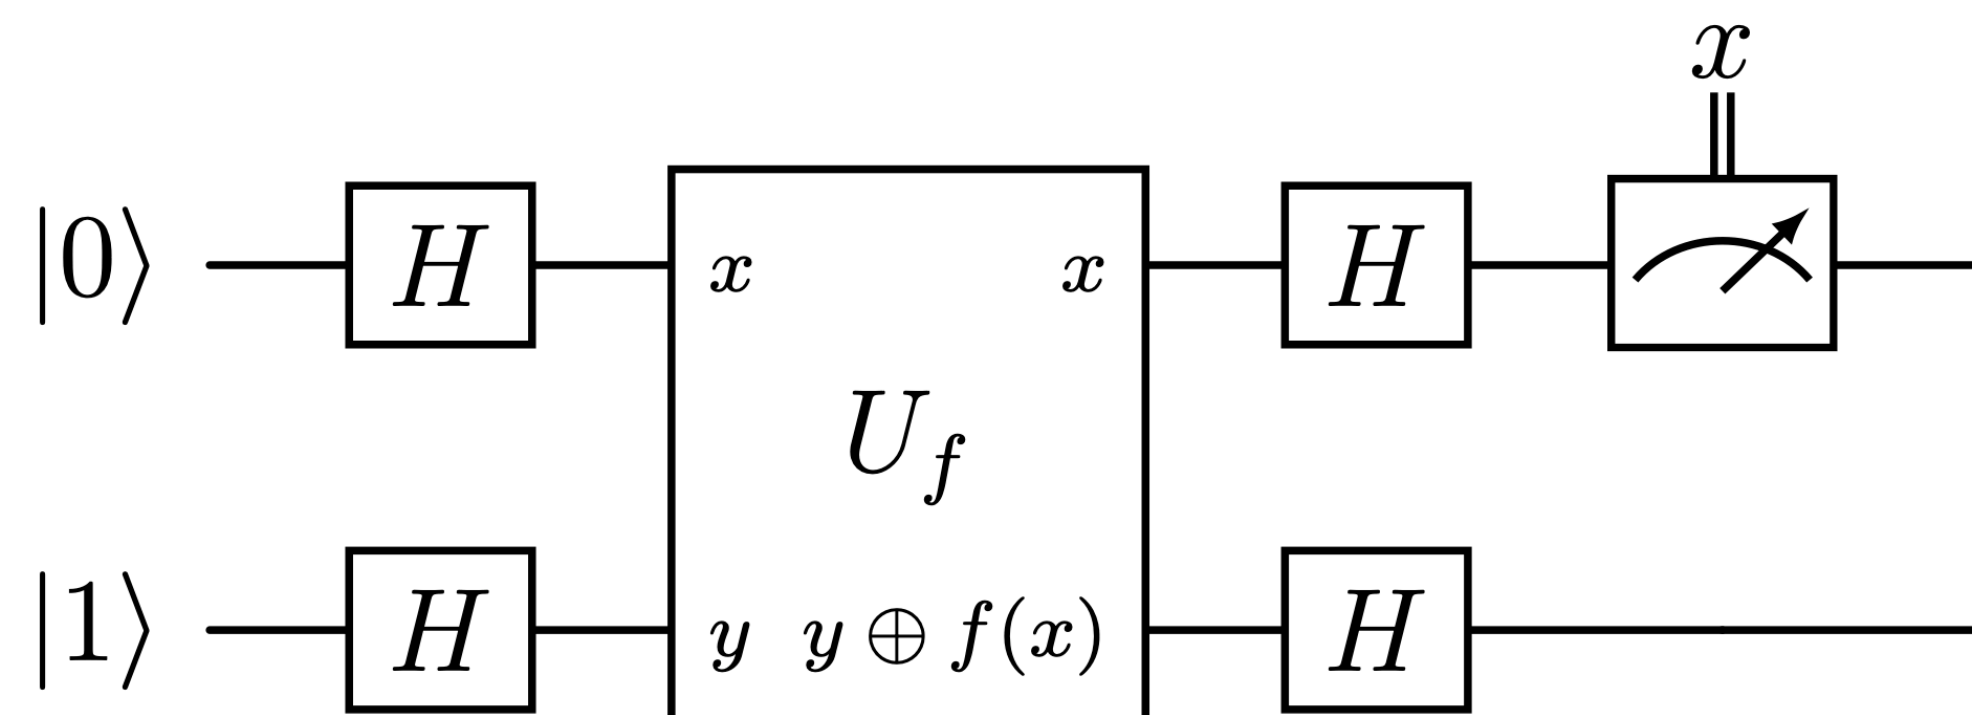 x
|0⟩ H x x H
U_f
|1⟩ H y y ⊕ f(x) H